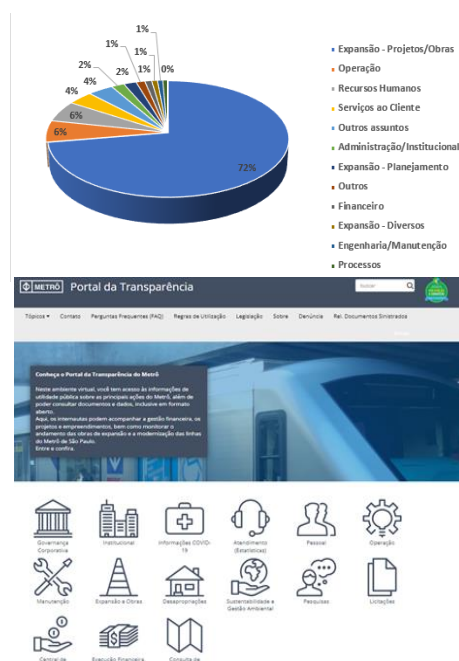 1%
1%
1%
2%
2%
1%
0%
4%
4%
6%
6%
72%
Expansão - Projetos/Obras
Operação
Recursos Humanos
Serviços ao Cliente
Outros assuntos
Administração/Institucional
Expansão - Planejamento
Outros
Financeiro
Expansão - Diversos
Engenharia/Manutenção
Processos
METRÔ Portal da Transparência
buscar
Tópicos Contato Perguntas Frequentes (FAQ) Regras de Utilização Legislação Sobre Denúncia Rel. Documentos Sinistrados
Conheça o Portal da Transparência do Metrô
Neste ambiente virtual, você tem acesso às informações de
utilidade pública sobre as principais ações do Metrô, além de
poder consultar documentos e dados, inclusive em formato
aberto.
Aqui, os internautas podem acompanhar a gestão financeira, os
projetos e empreendimentos, bem como monitorar o
andamento das obras de expansão e a modernização das linhas
do Metrô de São Paulo.
Entre e confira.
Governança
Corporativa
Institucional
Informações COVID-
19
Atendimento
(Estatísticas)
Pessoal
Operação
Manutenção
Expansão e Obras
Desapropriações
Sustentabilidade e
Gestão Ambiental
Pesquisas
Licitações
Central de
Execução Financeira
Consulta de